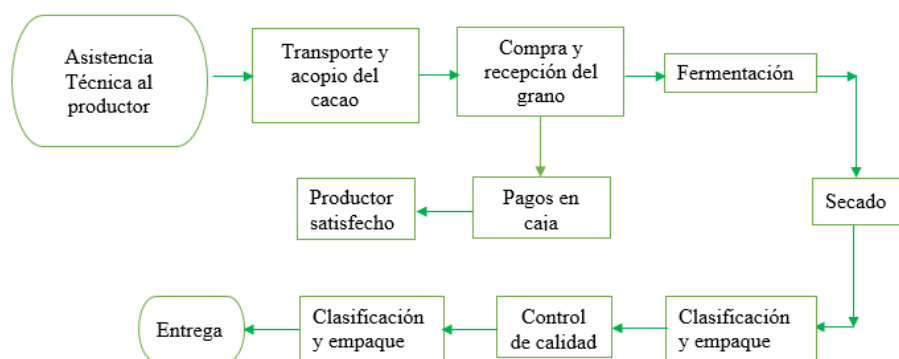 Asistencia
Técnica al
productor
Transporte y
acopio del
cacao
Compra y
recepción del
grano
Fermentación
Productor
satisfecho
Pagos en
caja
Secado
Entrega
Clasificación
y empaque
Control
de calidad
Clasificación
y empaque